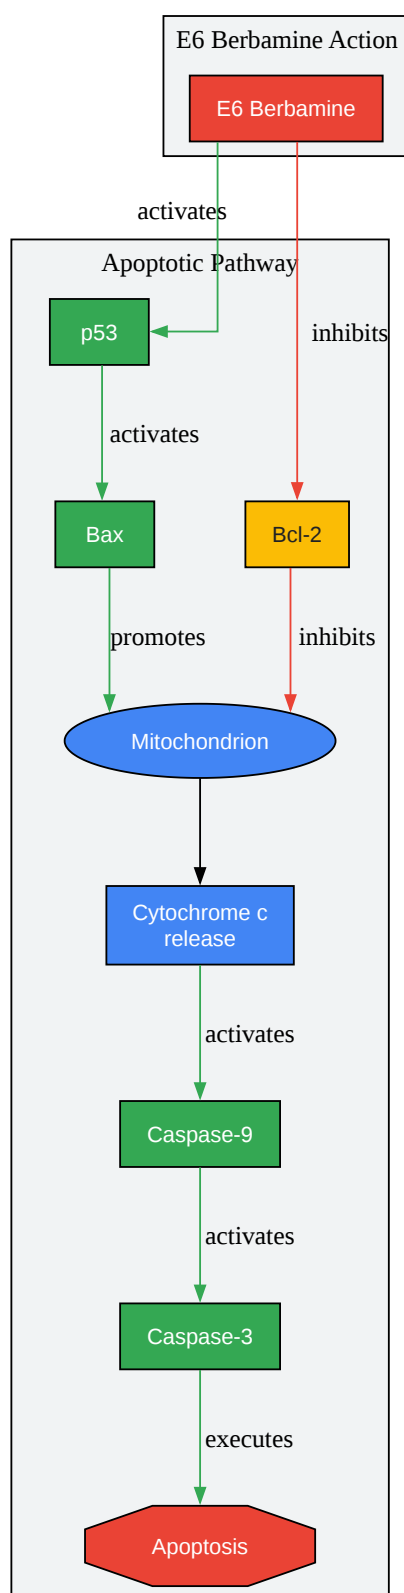 E6 Berbamine Action
E6 Berbamine
activates
Apoptotic Pathway
p53
inhibits
activates
Bax
Bcl-2
promotes
inhibits
Mitochondrion
Cytochrome c
release
activates
Caspase-9
activates
Caspase-3
executes
Apoptosis